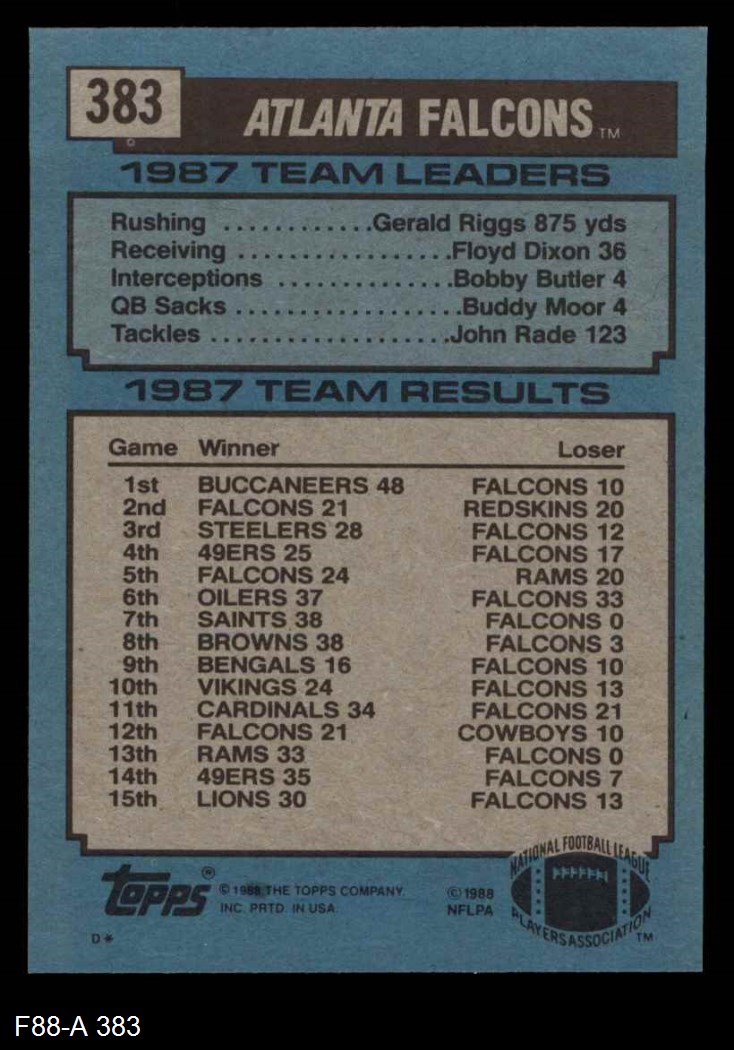 383
ATLANTA FALCONS TM
©
1987 TEAM LEADERS
Rushing ............Gerald Riggs 875 yds
Receiving ..................Floyd Dixon 36
Interceptions ...............Bobby Butler 4
QB Sacks ...................Buddy Moor 4
Tackles ....................John Rade 123
1987 TEAM RESULTS
Game Winner Loser
1st BUCCANEERS 48 FALCONS 10
2nd FALCONS 21 REDSKINS 20
3rd STEELERS 28 FALCONS 12
4th 49ERS 25 FALCONS 17
5th FALCONS 24 RAMS 20
6th OILERS 37 FALCONS 33
7th SAINTS 38 FALCONS 0
8th BROWNS 38 FALCONS 3
9th BENGALS 16 FALCONS 10
10th VIKINGS 24 FALCONS 13
11th CARDINALS 34 FALCONS 21
12th FALCONS 21 COWBOYS 10
13th RAMS 33 FALCONS 0
14th 49ERS 35 FALCONS 7
15th LIONS 30 FALCONS 13
topps®
© 1988 THE TOPPS COMPANY.
INC. PRTD. IN USA.
© 1988
NFLPA
NATIONAL FOOTBALL LEAGUE
PLAYERS ASSOCIATION TM
D*
F88-A 383